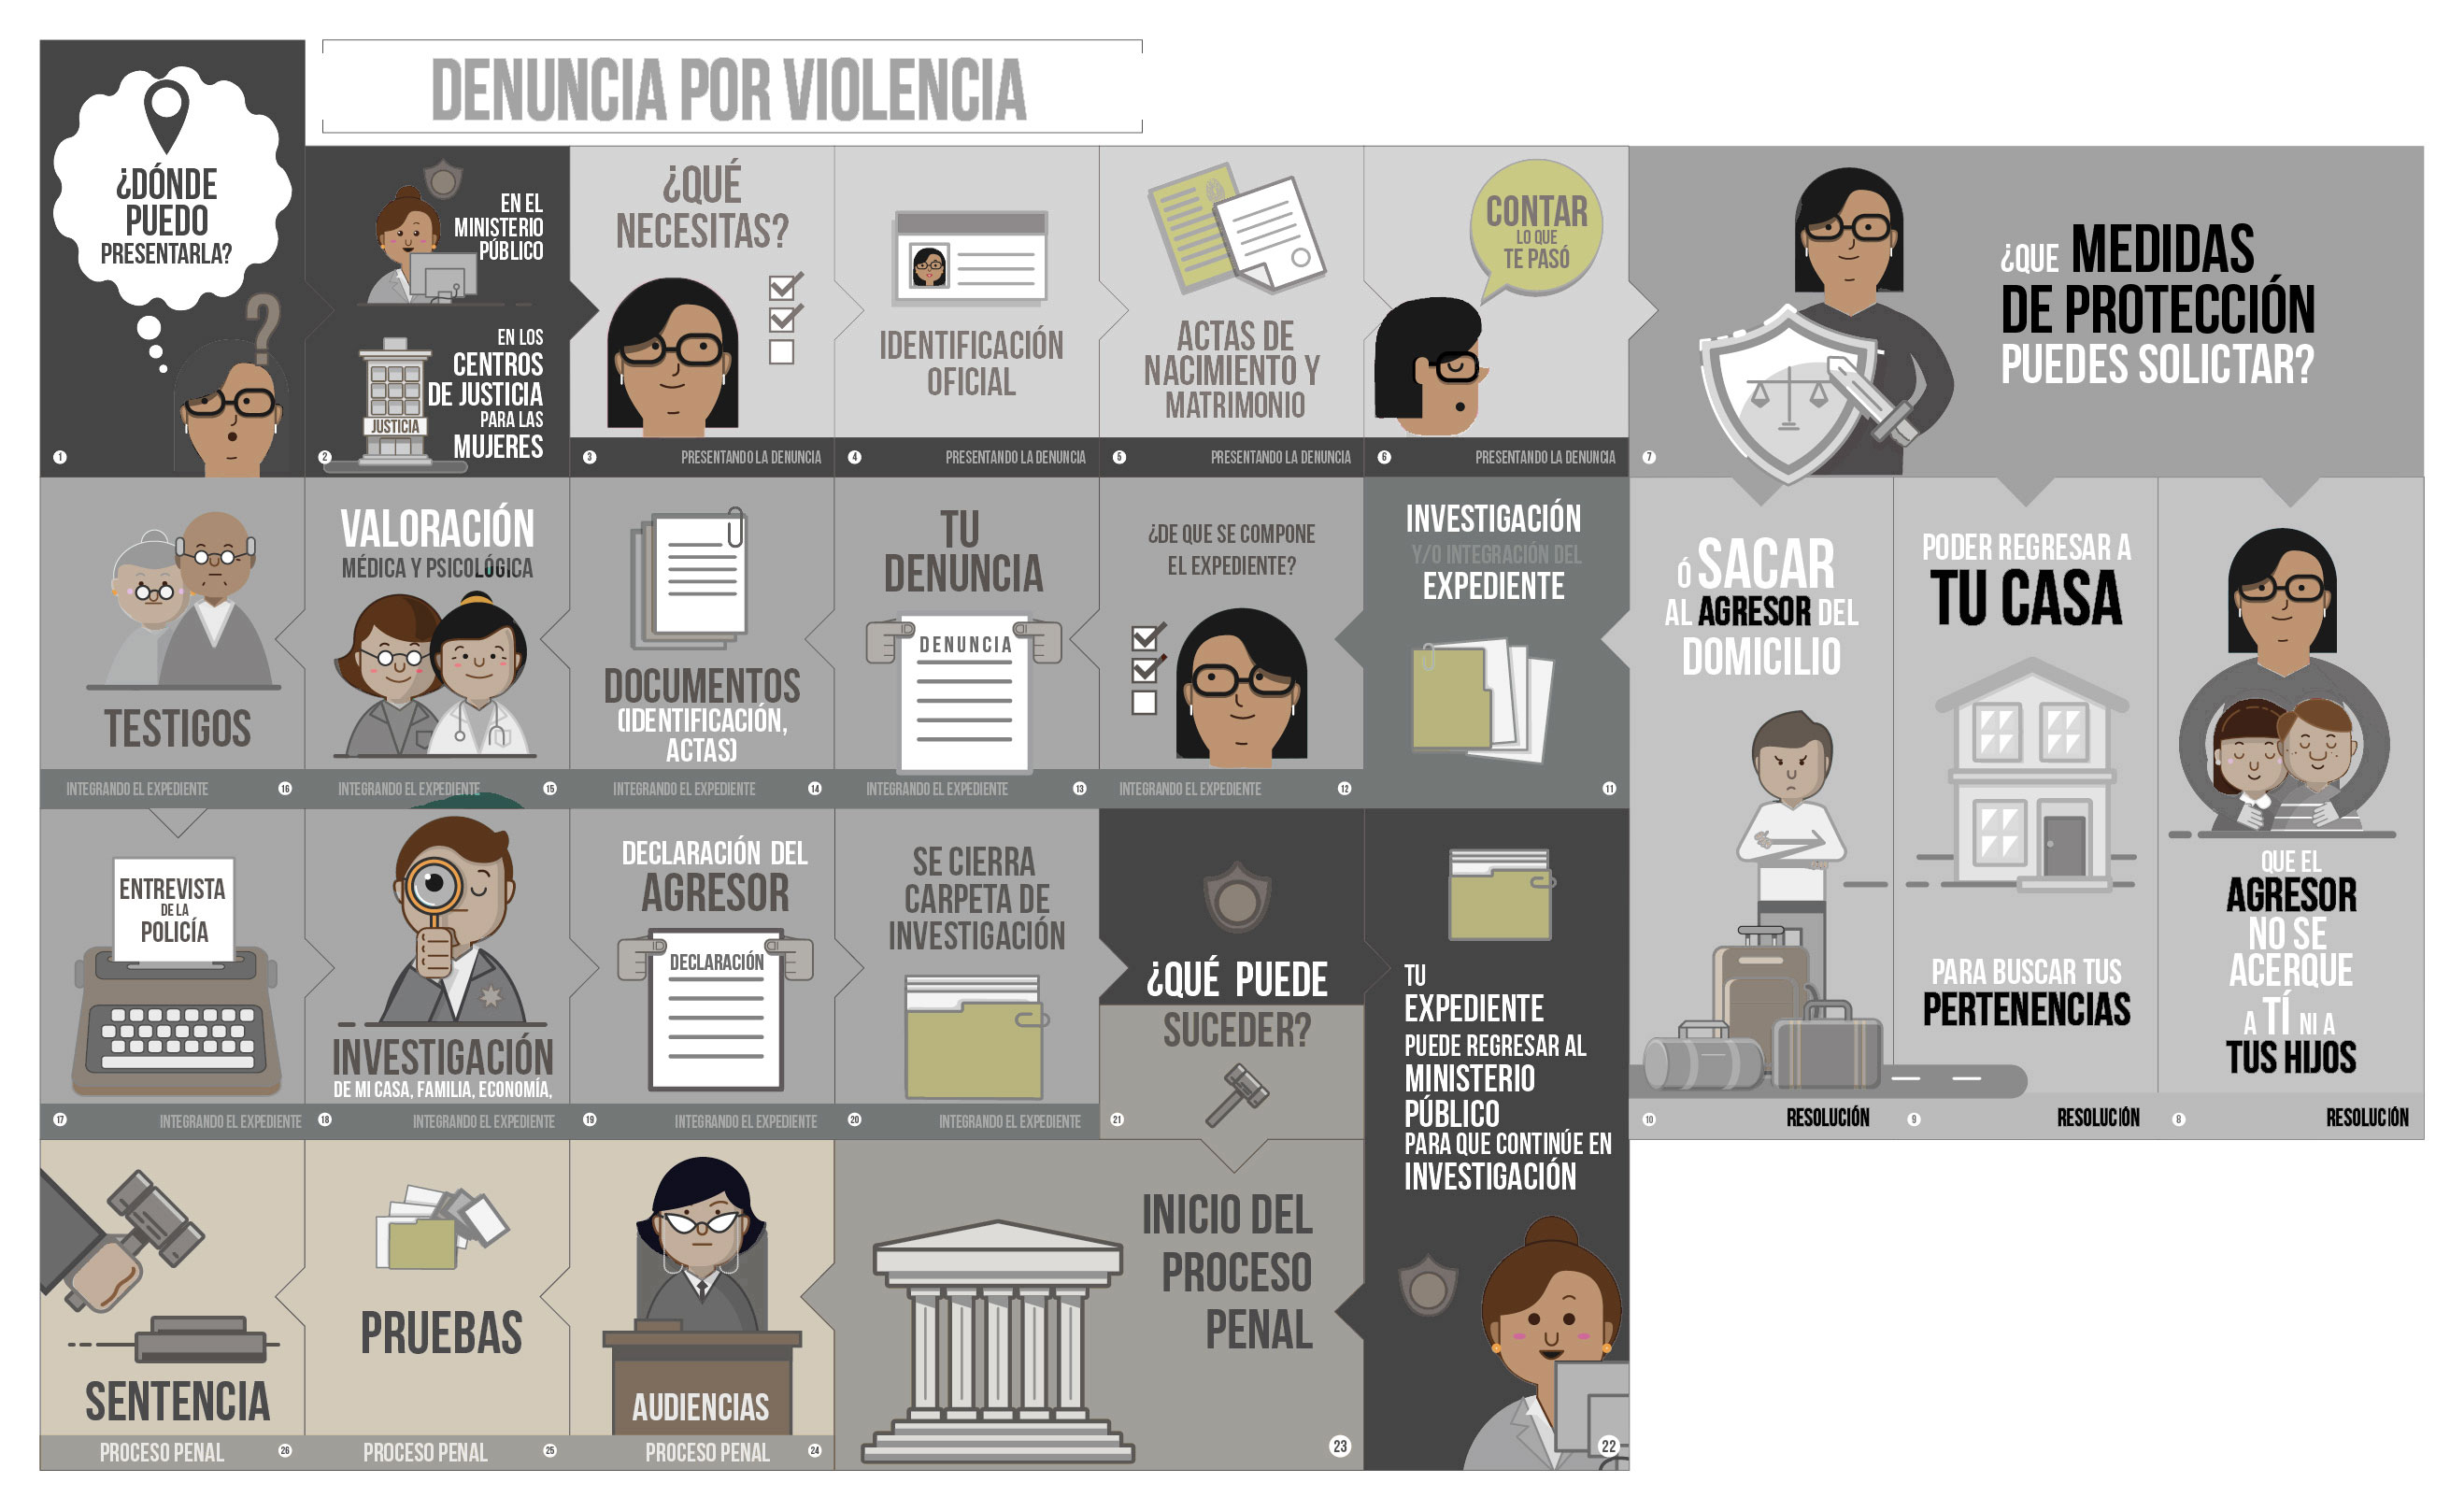 DENUNCIA POR VIOLENCIA
¿DÓNDE
PUEDO
PRESENTARLA?
?
1
EN EL
MINISTERIO
PÚBLICO
EN LOS
CENTROS
DE JUSTICIA
PARA LAS
MUJERES
JUSTICIA
2
¿QUÉ
NECESITAS?
3
PRESENTANDO LA DENUNCIA
IDENTIFICACIÓN
OFICIAL
4
PRESENTANDO LA DENUNCIA
ACTAS DE
NACIMIENTO Y
MATRIMONIO
5
PRESENTANDO LA DENUNCIA
CONTAR
LO QUE
TE PASÓ
6
PRESENTANDO LA DENUNCIA
¿QUE MEDIDAS
DE PROTECCIÓN
PUEDES SOLICTAR?
7
QUE EL
AGRESOR
NO SE
ACERQUE
A TÍ NI A
TUS HIJOS
8
RESOLUCIÓN
PODER REGRESAR A
TU CASA
PARA BUSCAR TUS
PERTENENCIAS
9
RESOLUCIÓN
Ó SACAR
AL AGRESOR DEL
DOMICILIO
10
RESOLUCIÓN
INVESTIGACIÓN
Y/O INTEGRACIÓN DEL
EXPEDIENTE
11
¿DE QUE SE COMPONE
EL EXPEDIENTE?
INTEGRANDO EL EXPEDIENTE
12
TU
DENUNCIA
DENUNCIA
INTEGRANDO EL EXPEDIENTE
13
DOCUMENTOS
(IDENTIFICACIÓN,
ACTAS)
INTEGRANDO EL EXPEDIENTE
14
VALORACIÓN
MÉDICA Y PSICOLÓGICA
INTEGRANDO EL EXPEDIENTE
15
TESTIGOS
INTEGRANDO EL EXPEDIENTE
16
ENTREVISTA
DE LA
POLICÍA
17
INTEGRANDO EL EXPEDIENTE
INVESTIGACIÓN
DE MI CASA, FAMILIA, ECONOMÍA,
18
INTEGRANDO EL EXPEDIENTE
DECLARACIÓN DEL
AGRESOR
DECLARACIÓN
19
INTEGRANDO EL EXPEDIENTE
SE CIERRA
CARPETA DE
INVESTIGACIÓN
20
INTEGRANDO EL EXPEDIENTE
¿QUÉ PUEDE
SUCEDER?
21
TU
EXPEDIENTE
PUEDE REGRESAR AL
MINISTERIO
PÚBLICO
PARA QUE CONTINÚE EN
INVESTIGACIÓN
22
INICIO DEL
PROCESO
PENAL
23
AUDIENCIAS
PROCESO PENAL
24
PRUEBAS
PROCESO PENAL
25
SENTENCIA
PROCESO PENAL
26